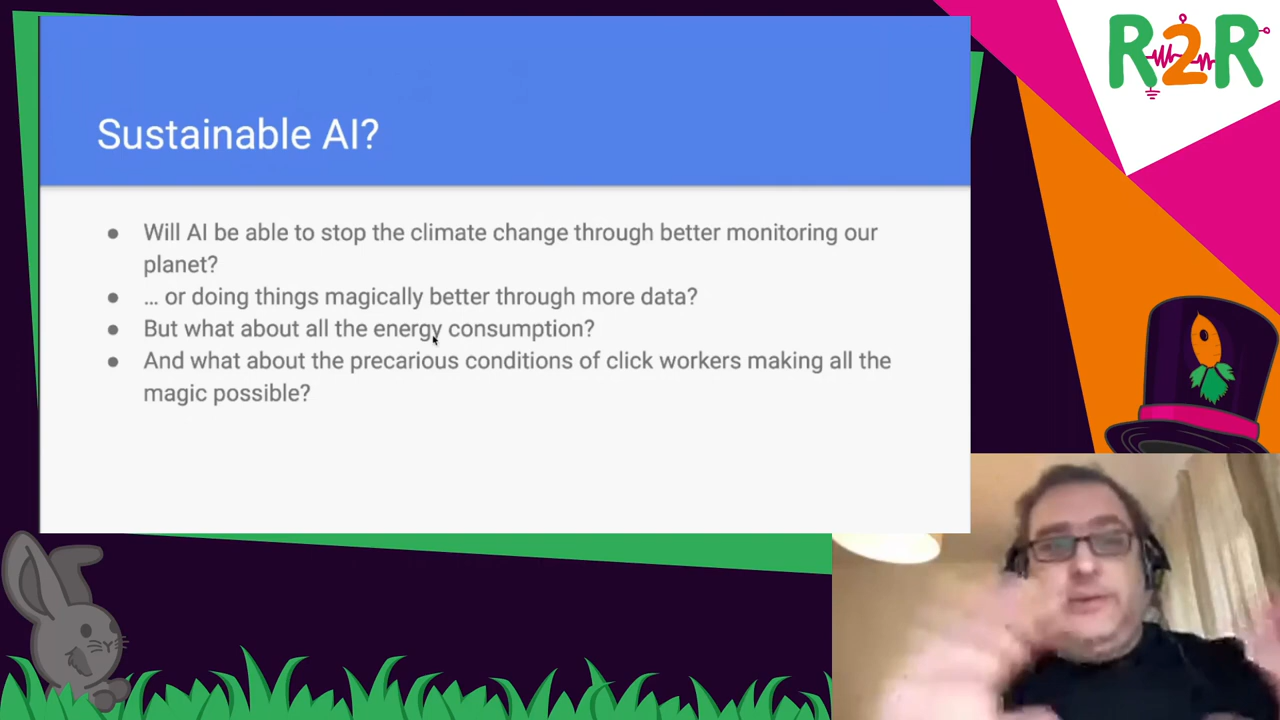 R2R
Sustainable AI?
● Will AI be able to stop the climate change through better monitoring our
planet?
● … or doing things magically better through more data?
● But what about all the energy consumption?
● And what about the precarious conditions of click workers making all the
magic possible?